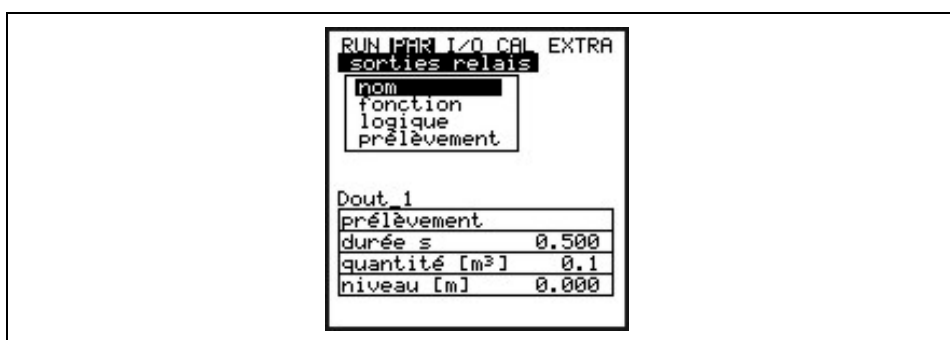 RUN PAR I/O CAL EXTRA
sorties relais
nom
fonction
logique
prélèvement
Dout_1
prélèvement
durée s 0.500
quantité [m³] 0.1
niveau [m] 0.000